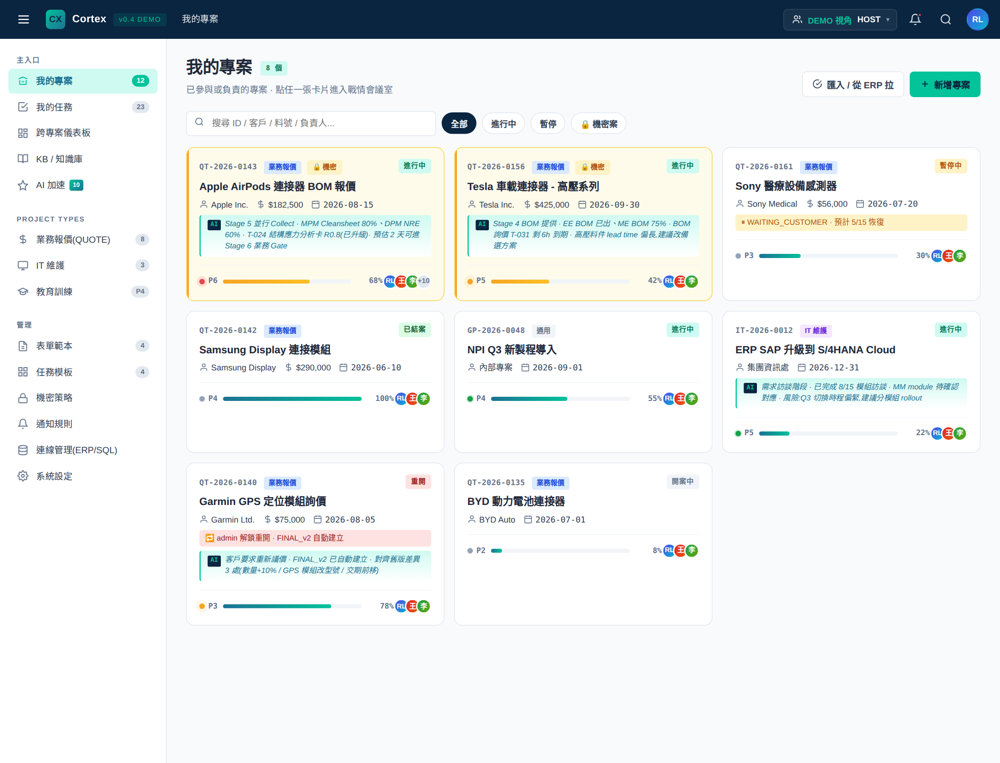 CX Cortex v0.4 DEMO 我的專案 DEMO 視角 HOST ▾ RL
主入口
我的專案 12
我的任務 23
跨專案儀表板
KB / 知識庫
AI 加速 10
PROJECT TYPES
業務報價(QUOTE) 8
IT 維護 3
教育訓練 P4
管理
表單範本 4
任務模板 4
機密策略
通知規則
連線管理(ERP/SQL)
系統設定
我的專案 8 個
已參與或負責的專案 · 點任一張卡片進入戰情會議室
匯入 / 從 ERP 拉
新增專案
搜尋 ID / 客戶 / 料號 / 負責人...
全部 進行中 暫停 🔒 機密案
QT-2026-0143 業務報價 🔒 機密 進行中
Apple AirPods 連接器 BOM 報價
Apple Inc. $182,500 2026-08-15
AI Stage 5 並行 Collect · MPM Cleansheet 80%、DPM NRE
60% · T-024 結構應力分析卡 R0.8(已升級)· 預估 2 天可進
Stage 6 業務 Gate
P6 68% RL 王 李 +10
QT-2026-0156 業務報價 🔒 機密 進行中
Tesla 車載連接器 - 高壓系列
Tesla Inc. $425,000 2026-09-30
AI Stage 4 BOM 提供 · EE BOM 已出、ME BOM 75% · BOM
詢價 T-031 剩 6h 到期 · 高壓料件 lead time 偏長,建議改備
選方案
P5 42% RL 王 李
QT-2026-0161 業務報價 暫停中
Sony 醫療設備感測器
Sony Medical $56,000 2026-07-20
⏸ WAITING_CUSTOMER · 預計 5/15 恢復
P3 30% RL 王 李
QT-2026-0142 業務報價 已結案
Samsung Display 連接模組
Samsung Display $290,000 2026-06-10
P4 100% RL 王 李
GP-2026-0048 通用 進行中
NPI Q3 新製程導入
內部專案 2026-09-01
P4 55% RL 王 李
IT-2026-0012 IT 維護 進行中
ERP SAP 升級到 S/4HANA Cloud
集團資訊處 2026-12-31
AI 需求訪談階段 · 已完成 8/15 模組訪談 · MM module 待確認
對應 · 風險:Q3 切換時程偏緊,建議分模組 rollout
P5 22% RL 王 李
QT-2026-0140 業務報價 重開
Garmin GPS 定位模組詢價
Garmin Ltd. $75,000 2026-08-05
🔁 admin 解鎖重開 · FINAL_v2 自動建立
AI 客戶要求重新議價 · FINAL_v2 已自動建立 · 對齊舊版差異
3 處(數量+10% / GPS 模組改型號 / 交期前移)
P3 78% RL 王 李
QT-2026-0135 業務報價 開案中
BYD 動力電池連接器
BYD Auto 2026-07-01
P2 8% RL 王 李